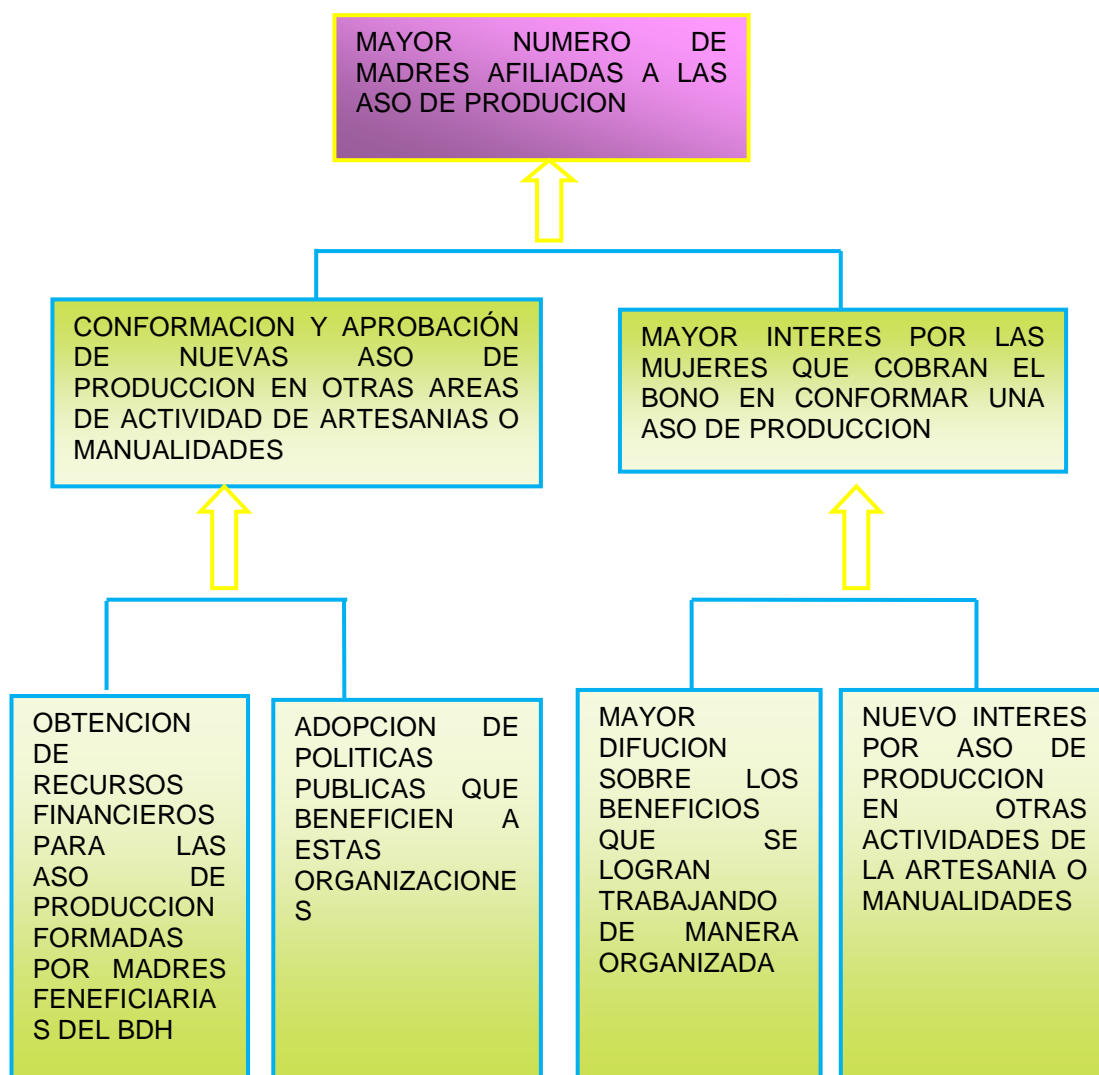 MAYOR NUMERO DE
MADRES AFILIADAS A LAS
ASO DE PRODUCION
CONFORMACION Y APROBACIÓN
DE NUEVAS ASO DE
PRODUCCION EN OTRAS AREAS
DE ACTIVIDAD DE ARTESANIAS O
MANUALIDADES
MAYOR INTERES POR LAS
MUJERES QUE COBRAN EL
BONO EN CONFORMAR UNA
ASO DE PRODUCCION
OBTENCION
DE
RECURSOS
FINANCIEROS
PARA LAS
ASO DE
PRODUCCION
FORMADAS
POR MADRES
FENEFICIARIA
S DEL BDH
ADOPCION DE
POLITICAS
PUBLICAS QUE
BENEFICIEN A
ESTAS
ORGANIZACIONE
S
MAYOR
DIFUCION
SOBRE LOS
BENEFICIOS
QUE SE
LOGRAN
TRABAJANDO
DE MANERA
ORGANIZADA
NUEVO INTERES
POR ASO DE
PRODUCCION
EN OTRAS
ACTIVIDADES DE
LA ARTESANIA O
MANUALIDADES